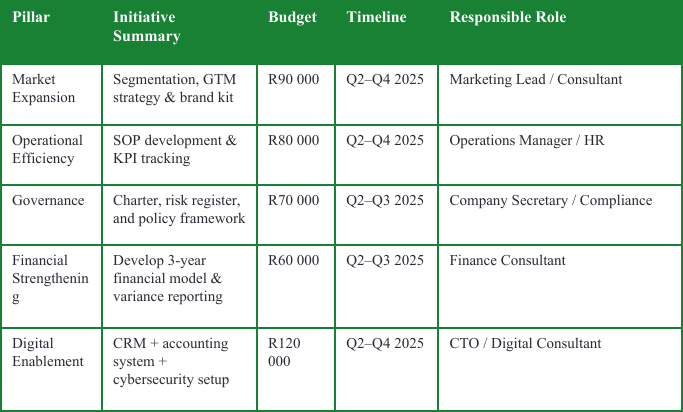 Pillar Initiative Budget Timeline Responsible Role
Summary
Market Segmentation, GTM R90 000 Q2–Q4 2025 Marketing Lead / Consultant
Expansion strategy & brand kit
Operational SOP development & R80 000 Q2–Q4 2025 Operations Manager / HR
Efficiency KPI tracking
Governance Charter, risk register, R70 000 Q2–Q3 2025 Company Secretary / Compliance
and policy framework
Financial Develop 3-year R60 000 Q2–Q3 2025 Finance Consultant
Strengthenin financial model &
g variance reporting
Digital CRM + accounting R120 Q2–Q4 2025 CTO / Digital Consultant
Enablement system + 000
cybersecurity setup